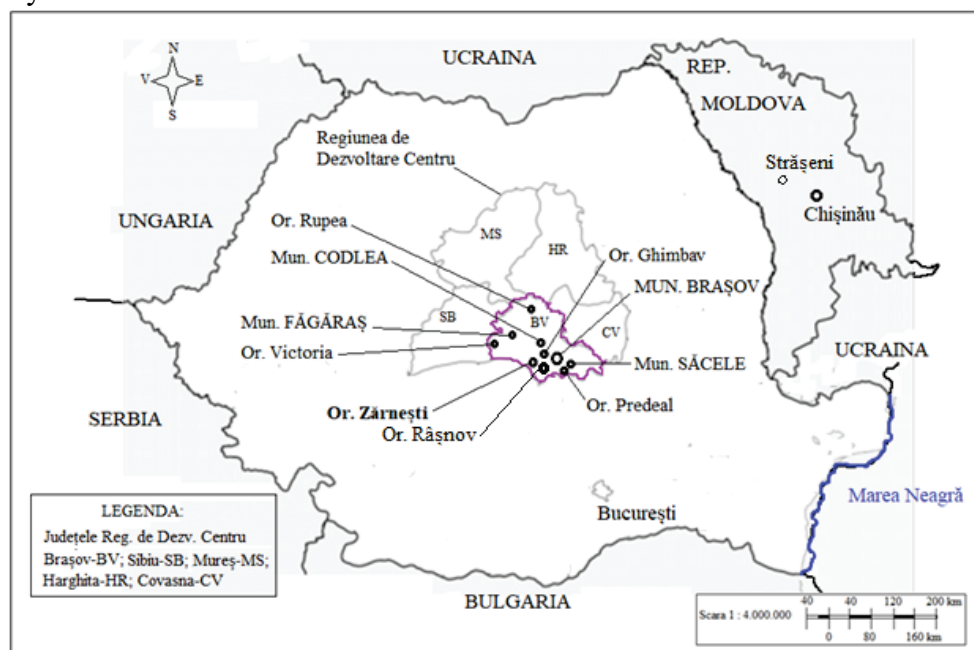 UCRAINA
REP.
MOLDOVA
N
V E
S
Regiunea de
Dezvoltare Centru
Strășeni
Chișinău
UNGARIA
Or. Rupea
MS
HR
Mun. CODLEA
Or. Ghimbav
MUN. BRAȘOV
Mun. FĂGĂRAȘ
SB
BV
CV
Or. Victoria
Mun. SĂCELE
UCRAINA
Or. Zărnești
Or. Predeal
Or. Râșnov
SERBIA
Marea Neagră
București
LEGENDA:
Județele Reg. de Dezv. Centru
Brașov-BV; Sibiu-SB; Mureș-MS;
Harghita-HR; Covasna-CV
BULGARIA
40 40 120 200 km
Scara 1 : 4.000.000
0 80 160 km